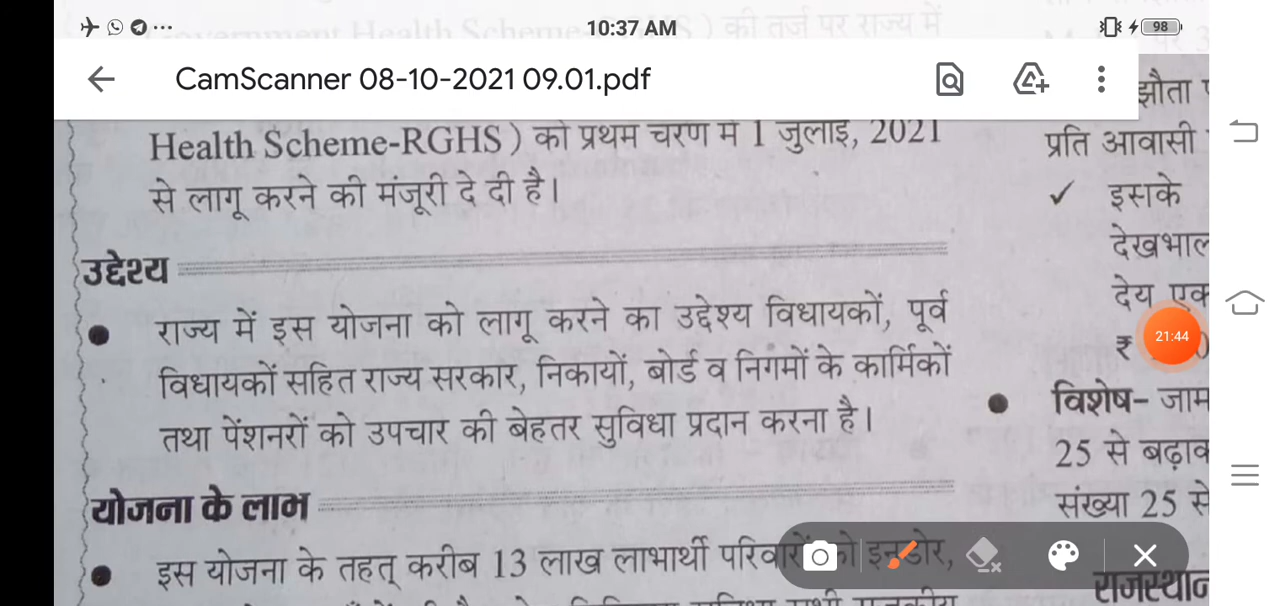 10:37 AM
98
CamScanner 08-10-2021 09.01.pdf
Health Scheme-RGHS) को प्रथम चरण में 1 जुलाई, 2021
से लागू करने की मंजूरी दे दी है।
उद्देश्य
राज्य में इस योजना को लागू करने का उद्देश्य विधायकों, पूर्व
विधायकों सहित राज्य सरकार, निकायों, बोर्ड व निगमों के कार्मिकों
तथा पेंशनरों को उपचार की बेहतर सुविधा प्रदान करना है।
योजना के लाभ
इस योजना के तहत् करीब 13 लाख लाभार्थी परिवारों को इनडोर,
प्रति आवासी
✓ इसके
देखभाल
देय एक
₹
21:44
विशेष- जाम
25 से बढ़ाक
संख्या 25 से
राजस्थान